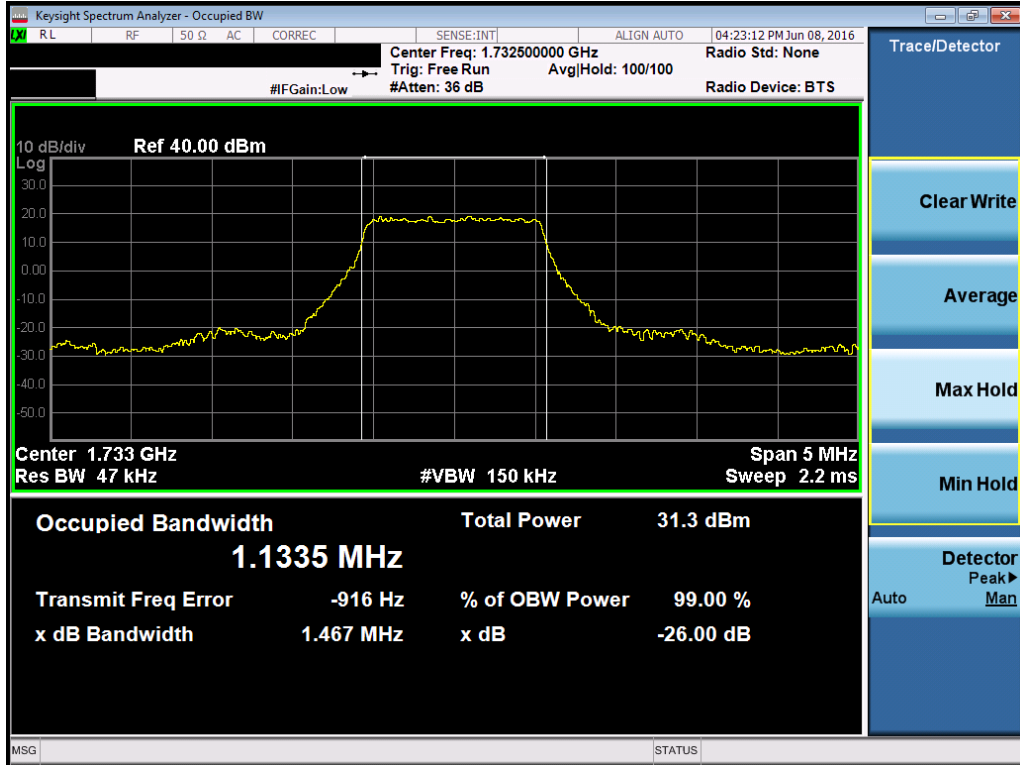 Keysight Spectrum Analyzer - Occupied BW
LXI RL RF 50 Ω AC CORREC SENSE:INT ALIGN AUTO 04:23:12 PM Jun 08, 2016
Center Freq: 1.732500000 GHz Radio Std: None
Trig: Free Run Avg|Hold: 100/100
#IFGain:Low #Atten: 36 dB Radio Device: BTS
10 dB/div Ref 40.00 dBm
Log
30.0
20.0
10.0
0.00
-10.0
-20.0
-30.0
-40.0
-50.0
Center 1.733 GHz Span 5 MHz
Res BW 47 kHz #VBW 150 kHz Sweep 2.2 ms
Occupied Bandwidth Total Power 31.3 dBm
1.1335 MHz
Transmit Freq Error -916 Hz % of OBW Power 99.00 %
x dB Bandwidth 1.467 MHz x dB -26.00 dB
MSG STATUS
Trace/Detector
Clear Write
Average
Max Hold
Min Hold
Detector
Peak▶
Auto Man